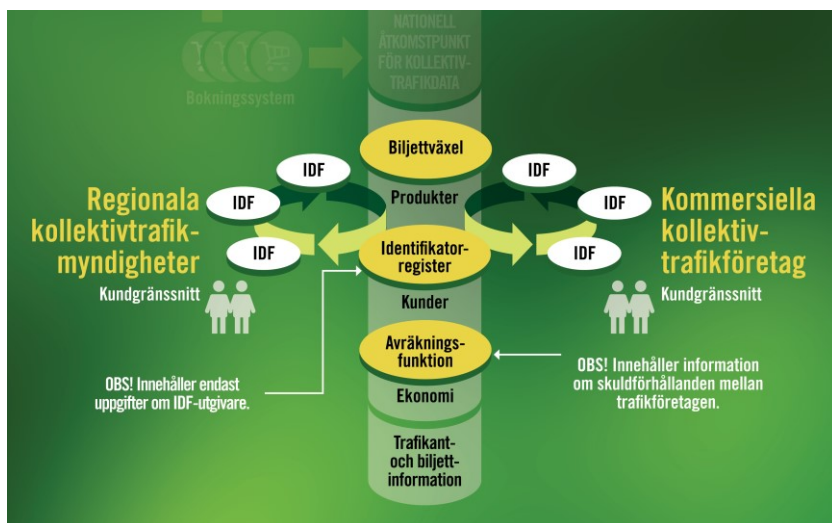 NATIONELL
ÅTKOMSTPUNKT
FÖR KOLLEKTIV-
TRAFIKDATA
Bokningssystem
Biljettväxel
IDF
IDF
IDF
Produkter
IDF
IDF
IDF
Regionala
kollektivtrafik-
myndigheter
Kundgränssnitt
Identifikator-
register
Kunder
Kommersiella
kollektiv-
trafikföretag
Kundgränssnitt
Avräknings-
funktion
Ekonomi
OBS! Innehåller endast
uppgifter om IDF-utgivare.
OBS! Innehåller information
om skuldförhållanden mellan
trafikföretagen.
Trafikant-
och biljett-
information